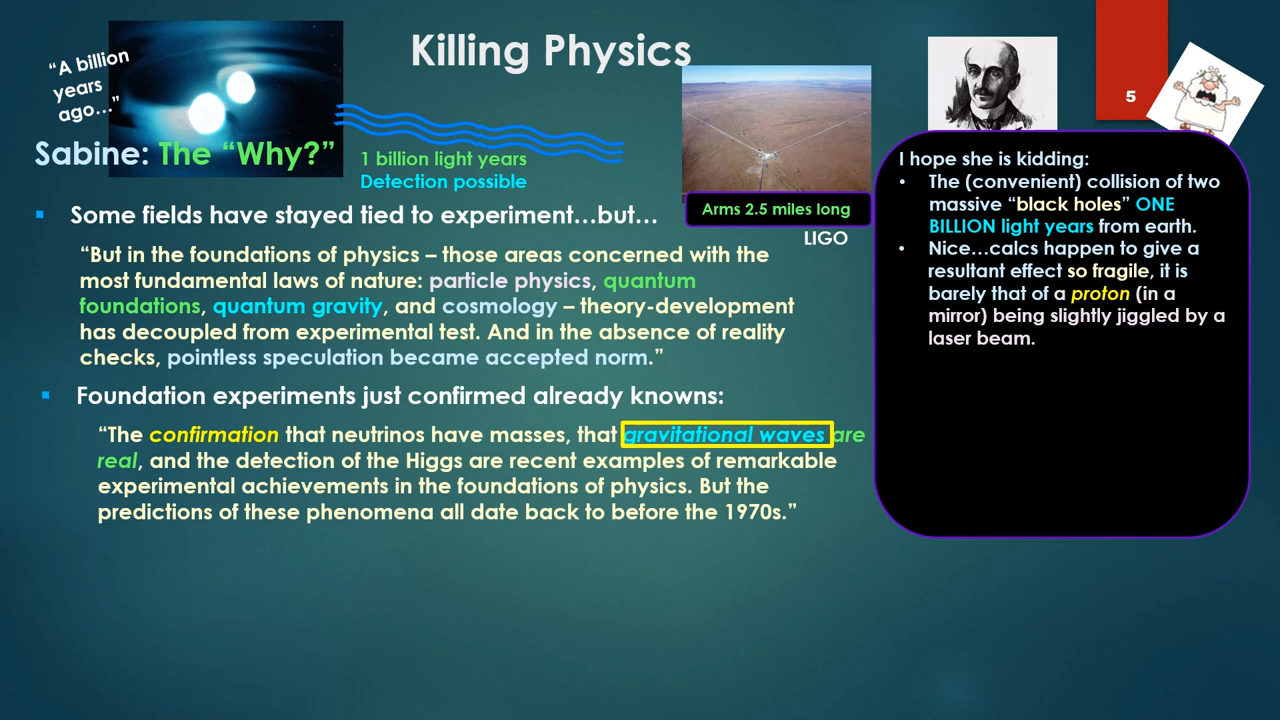 Killing Physics
“A billion
years
ago…”
5
Sabine: The “Why?”
1 billion light years
Detection possible
Arms 2.5 miles long
LIGO
▪ Some fields have stayed tied to experiment…but…
“But in the foundations of physics – those areas concerned with the
most fundamental laws of nature: particle physics, quantum
foundations, quantum gravity, and cosmology – theory-development
has decoupled from experimental test. And in the absence of reality
checks, pointless speculation became accepted norm.”
▪ Foundation experiments just confirmed already knowns:
“The confirmation that neutrinos have masses, that gravitational waves are
real, and the detection of the Higgs are recent examples of remarkable
experimental achievements in the foundations of physics. But the
predictions of these phenomena all date back to before the 1970s.”
I hope she is kidding:
• The (convenient) collision of two
massive “black holes” ONE
BILLION light years from earth.
• Nice…calcs happen to give a
resultant effect so fragile, it is
barely that of a proton (in a
mirror) being slightly jiggled by a
laser beam.